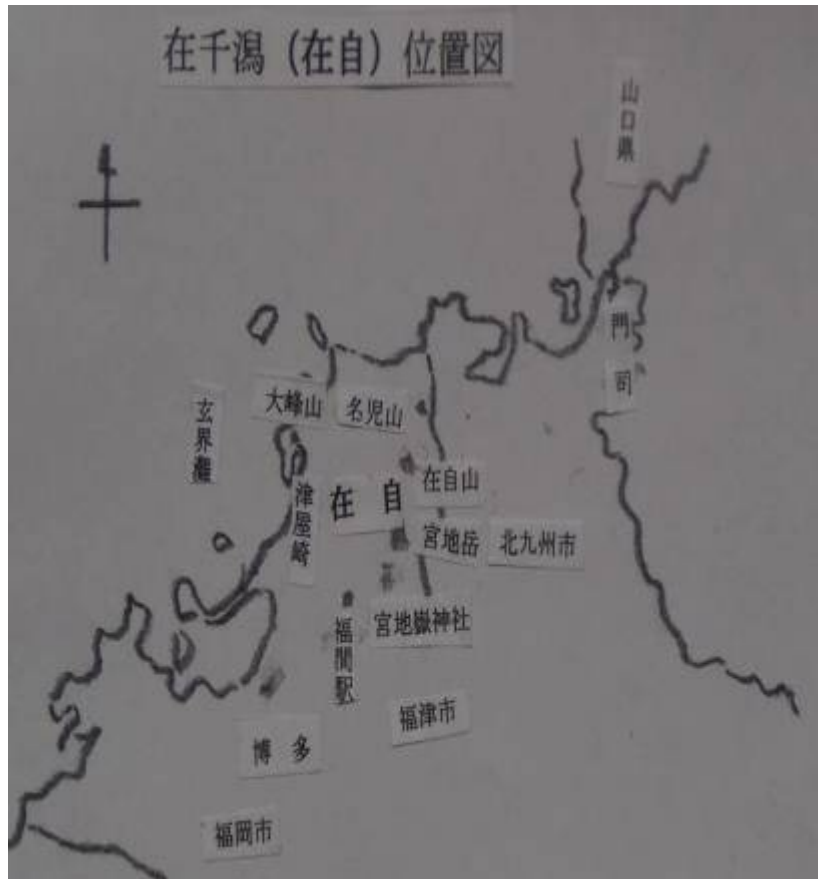 在千潟（在自）位置図
山口県
門司
大峰山
名児山
玄界灘
津屋崎
在自
在自山
宮地岳
北九州市
宮地嶽神社
福間駅
福津市
博多
福岡市